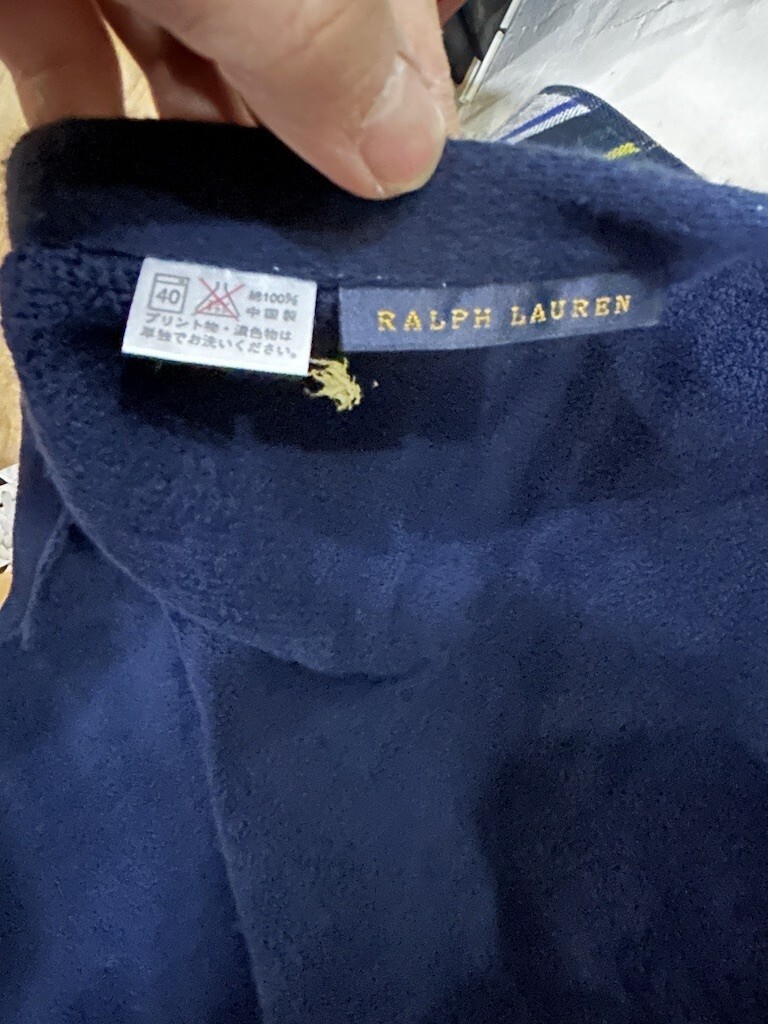 40
綿100%
中国製
プリント物・濃色物は
単独でお洗いください。
RALPH LAUREN